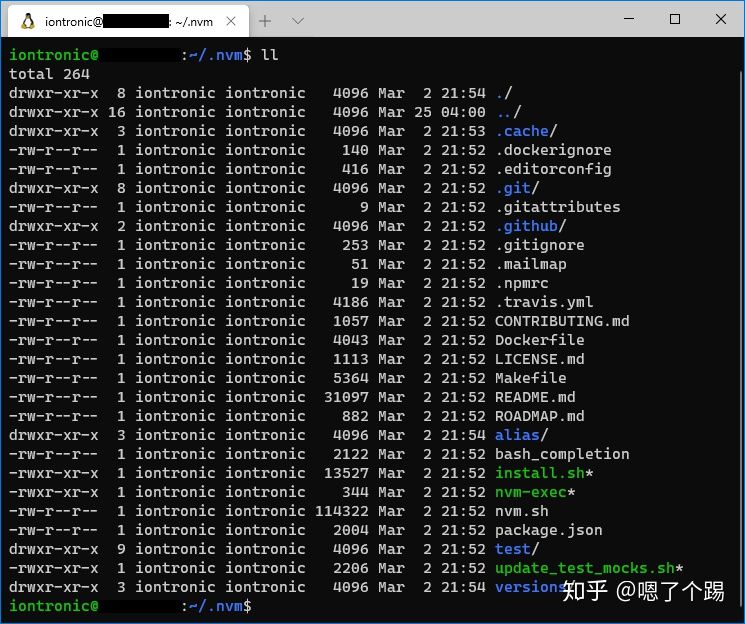 iontronic@ : ~/.nvm
iontronic@ :~/.nvm$ ll
total 264
drwxr-xr-x  8 iontronic iontronic   4096 Mar  2 21:54 ./
drwxr-xr-x 16 iontronic iontronic   4096 Mar 25 04:00 ../
drwxr-xr-x  3 iontronic iontronic   4096 Mar  2 21:53 .cache/
-rw-r--r--  1 iontronic iontronic    140 Mar  2 21:52 .dockerignore
-rw-r--r--  1 iontronic iontronic    416 Mar  2 21:52 .editorconfig
drwxr-xr-x  8 iontronic iontronic   4096 Mar  2 21:52 .git/
-rw-r--r--  1 iontronic iontronic      9 Mar  2 21:52 .gitattributes
drwxr-xr-x  2 iontronic iontronic   4096 Mar  2 21:52 .github/
-rw-r--r--  1 iontronic iontronic    253 Mar  2 21:52 .gitignore
-rw-r--r--  1 iontronic iontronic     51 Mar  2 21:52 .mailmap
-rw-r--r--  1 iontronic iontronic     19 Mar  2 21:52 .npmrc
-rw-r--r--  1 iontronic iontronic   4186 Mar  2 21:52 .travis.yml
-rw-r--r--  1 iontronic iontronic   1057 Mar  2 21:52 CONTRIBUTING.md
-rw-r--r--  1 iontronic iontronic   4043 Mar  2 21:52 Dockerfile
-rw-r--r--  1 iontronic iontronic   1113 Mar  2 21:52 LICENSE.md
-rw-r--r--  1 iontronic iontronic   5364 Mar  2 21:52 Makefile
-rw-r--r--  1 iontronic iontronic  31097 Mar  2 21:52 README.md
-rw-r--r--  1 iontronic iontronic    882 Mar  2 21:52 ROADMAP.md
drwxr-xr-x  3 iontronic iontronic   4096 Mar  2 21:54 alias/
-rw-r--r--  1 iontronic iontronic   2122 Mar  2 21:52 bash_completion
-rwxr-xr-x  1 iontronic iontronic  13527 Mar  2 21:52 install.sh*
-rwxr-xr-x  1 iontronic iontronic    344 Mar  2 21:52 nvm-exec*
-rw-r--r--  1 iontronic iontronic 114322 Mar  2 21:52 nvm.sh
-rw-r--r--  1 iontronic iontronic   2004 Mar  2 21:52 package.json
drwxr-xr-x  9 iontronic iontronic   4096 Mar  2 21:52 test/
-rwxr-xr-x  1 iontronic iontronic   2206 Mar  2 21:52 update_test_mocks.sh*
drwxr-xr-x  3 iontronic iontronic   4096 Mar  2 21:54 versions/
知乎 @嗯了个踢
iontronic@ :~/.nvm$